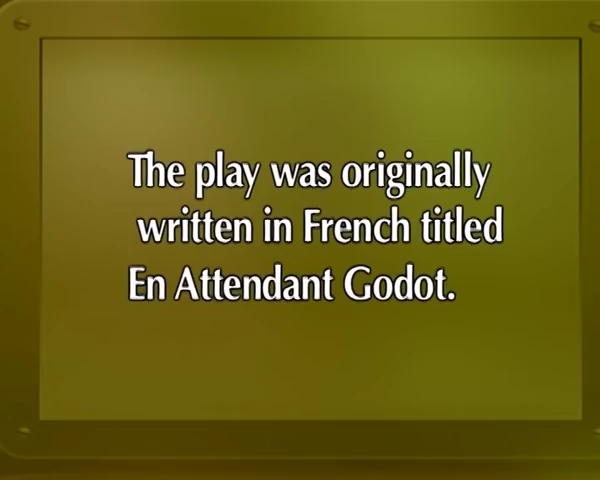 The play was originally
written in French titled
En Attendant Godot.